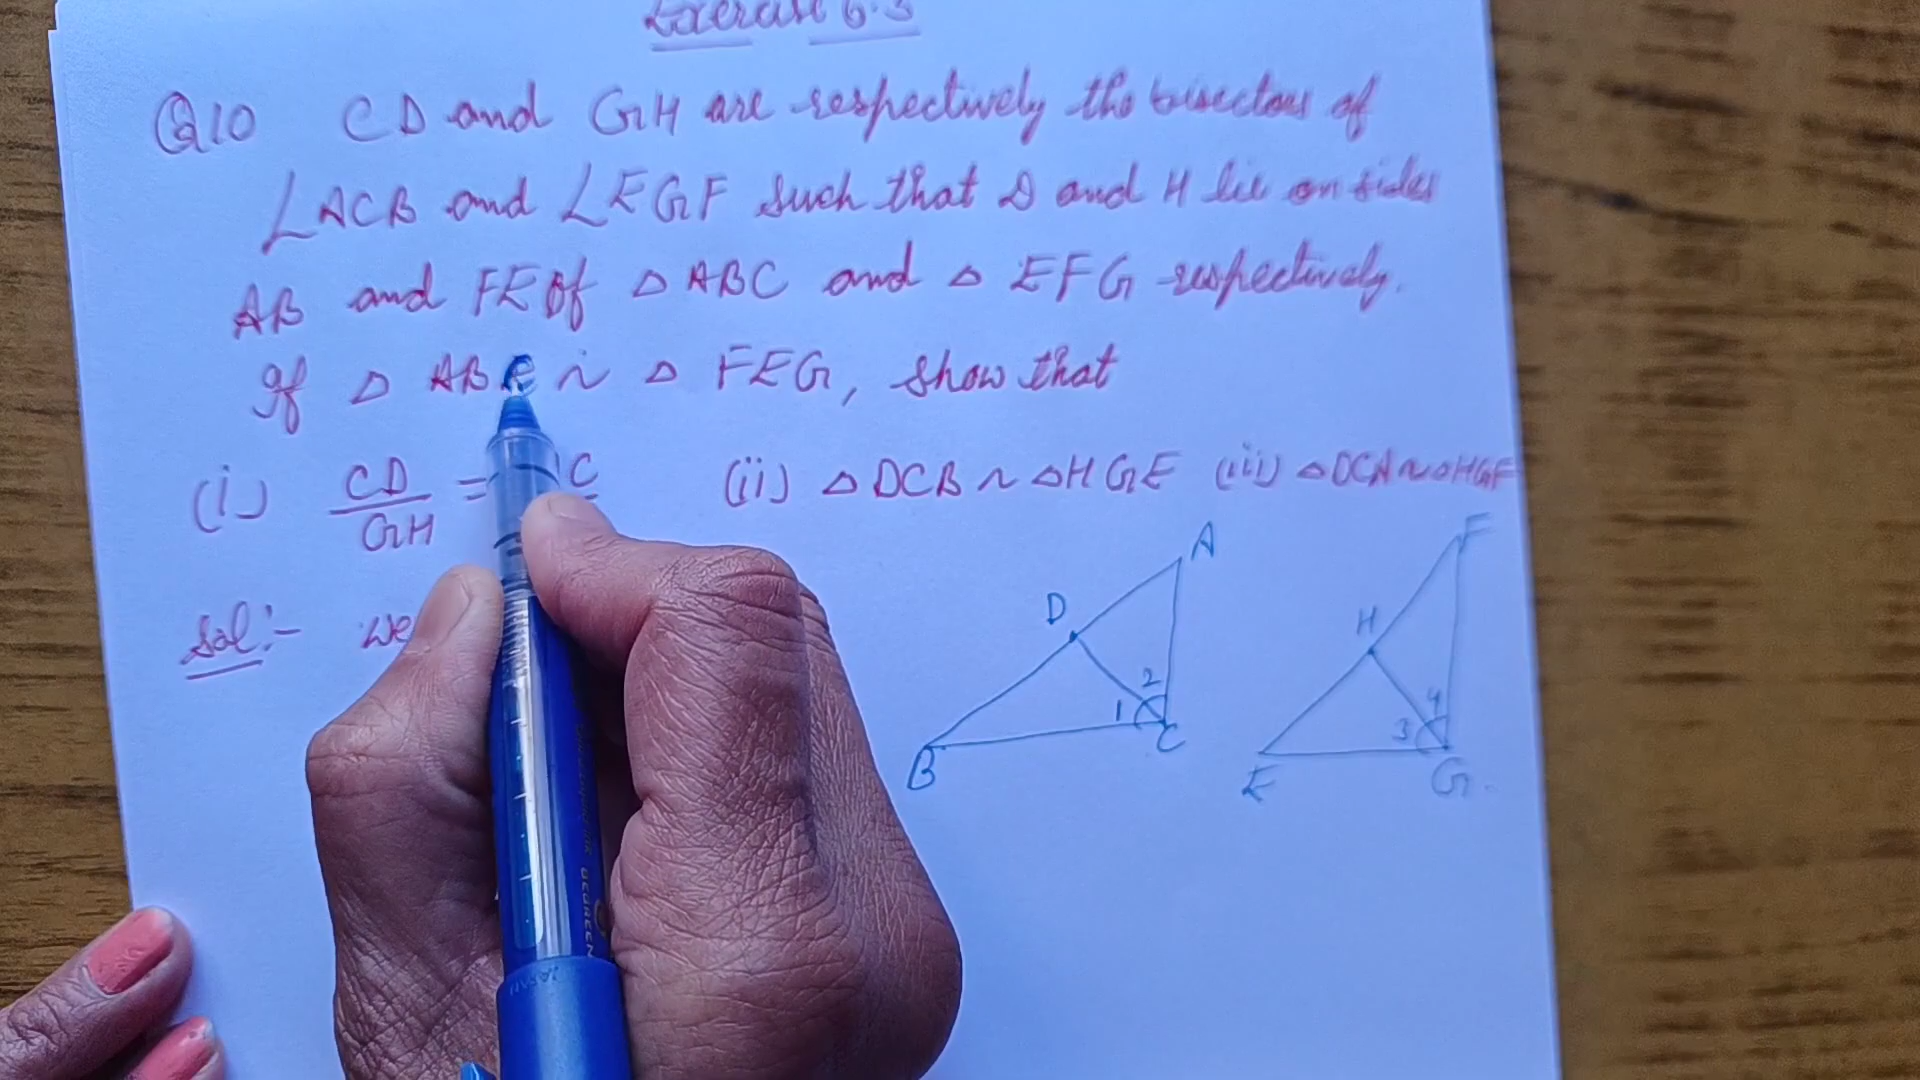 Exercise 6.3
Q10 CD and GH are respectively the bisectors of
∠ACB and ∠EGF such that D and H lie on sides
AB and FE of △ ABC and △ EFG respectively.
If △ ABC ~ △ FEG, show that
(i) CD/GH = C (ii) △DCB ~ △HGE (iii) △DCA ~ △HGF
Sol:- We
A
F
D
H
2
1
4
3
B
C
E
G